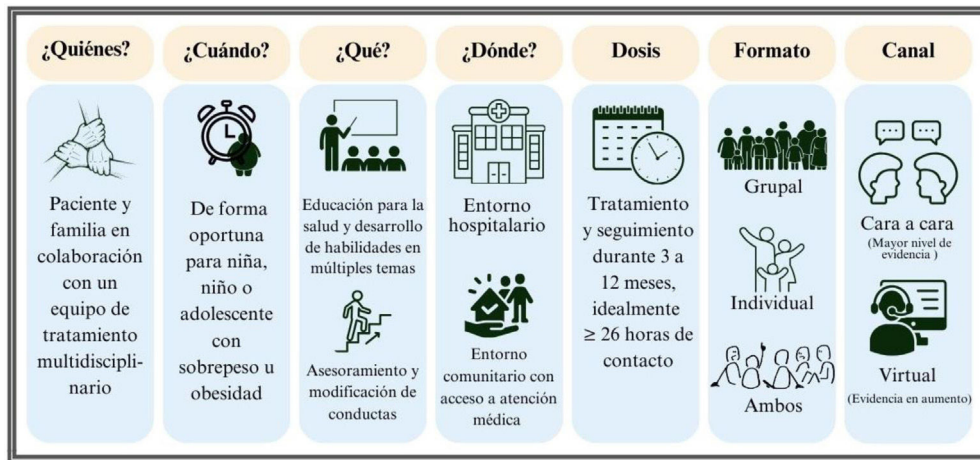 ¿Quiénes?
Paciente y
familia en
colaboración
con un
equipo de
tratamiento
multidiscipli-
nario
¿Cuándo?
De forma
oportuna
para niña,
niño o
adolescente
con
sobrepeso u
obesidad
¿Qué?
Educación para la
salud y desarrollo
de habilidades en
múltiples temas
Asesoramiento y
modificación de
conductas
¿Dónde?
Entorno
hospitalario
Entorno
comunitario con
acceso a atención
médica
Dosis
Tratamiento
y seguimiento
durante 3 a
12 meses,
idealmente
≥ 26 horas de
contacto
Formato
Grupal
Individual
Ambos
Canal
Cara a cara
(Mayor nivel de
evidencia )
Virtual
(Evidencia en aumento)